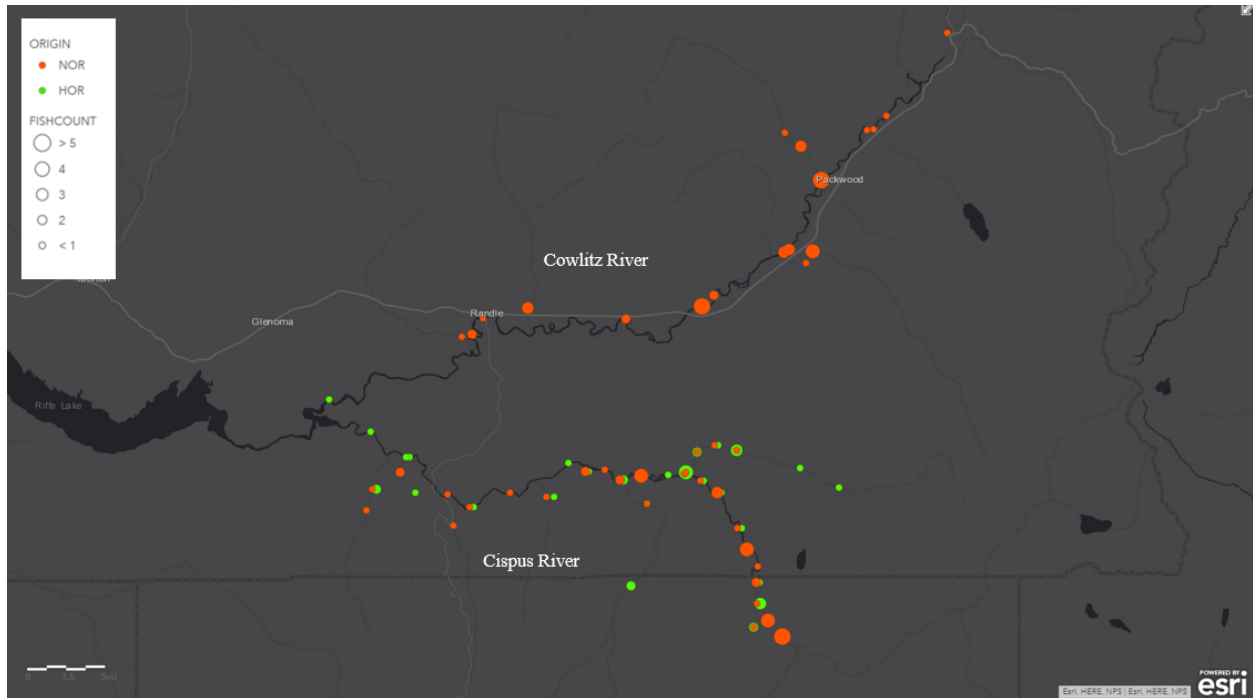 ORIGIN
NOR
HOR
FISHCOUNT
> 5
4
3
2
< 1
Packwood
Cowlitz River
Randle
Glenoma
Riffe Lake
Cispus River
0 1.5 3mi
POWERED BY
esri
Esri, HERE, NPS | Esri, HERE, NPS